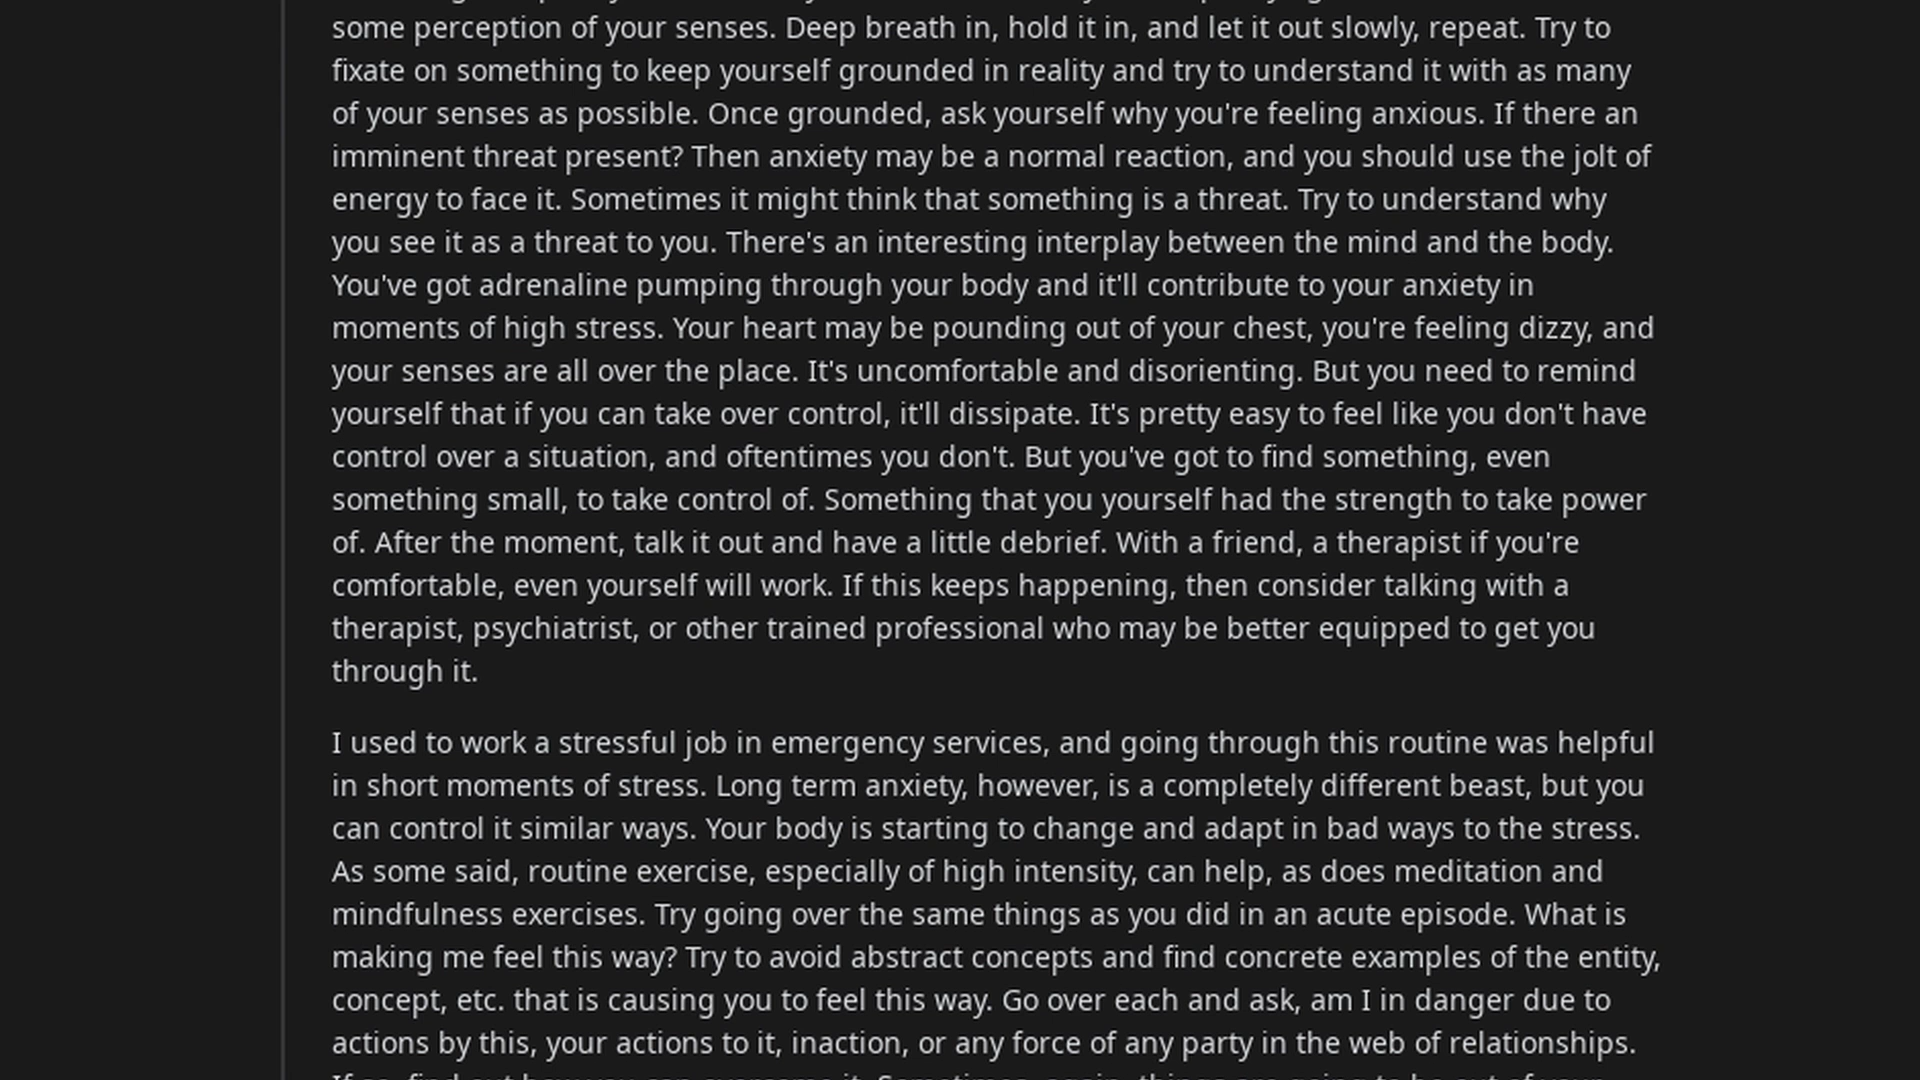 some perception of your senses. Deep breath in, hold it in, and let it out slowly, repeat. Try to
fixate on something to keep yourself grounded in reality and try to understand it with as many
of your senses as possible. Once grounded, ask yourself why you're feeling anxious. If there an
imminent threat present? Then anxiety may be a normal reaction, and you should use the jolt of
energy to face it. Sometimes it might think that something is a threat. Try to understand why
you see it as a threat to you. There's an interesting interplay between the mind and the body.
You've got adrenaline pumping through your body and it'll contribute to your anxiety in
moments of high stress. Your heart may be pounding out of your chest, you're feeling dizzy, and
your senses are all over the place. It's uncomfortable and disorienting. But you need to remind
yourself that if you can take over control, it'll dissipate. It's pretty easy to feel like you don't have
control over a situation, and oftentimes you don't. But you've got to find something, even
something small, to take control of. Something that you yourself had the strength to take power
of. After the moment, talk it out and have a little debrief. With a friend, a therapist if you're
comfortable, even yourself will work. If this keeps happening, then consider talking with a
therapist, psychiatrist, or other trained professional who may be better equipped to get you
through it.
I used to work a stressful job in emergency services, and going through this routine was helpful
in short moments of stress. Long term anxiety, however, is a completely different beast, but you
can control it similar ways. Your body is starting to change and adapt in bad ways to the stress.
As some said, routine exercise, especially of high intensity, can help, as does meditation and
mindfulness exercises. Try going over the same things as you did in an acute episode. What is
making me feel this way? Try to avoid abstract concepts and find concrete examples of the entity,
concept, etc. that is causing you to feel this way. Go over each and ask, am I in danger due to
actions by this, your actions to it, inaction, or any force of any party in the web of relationships.